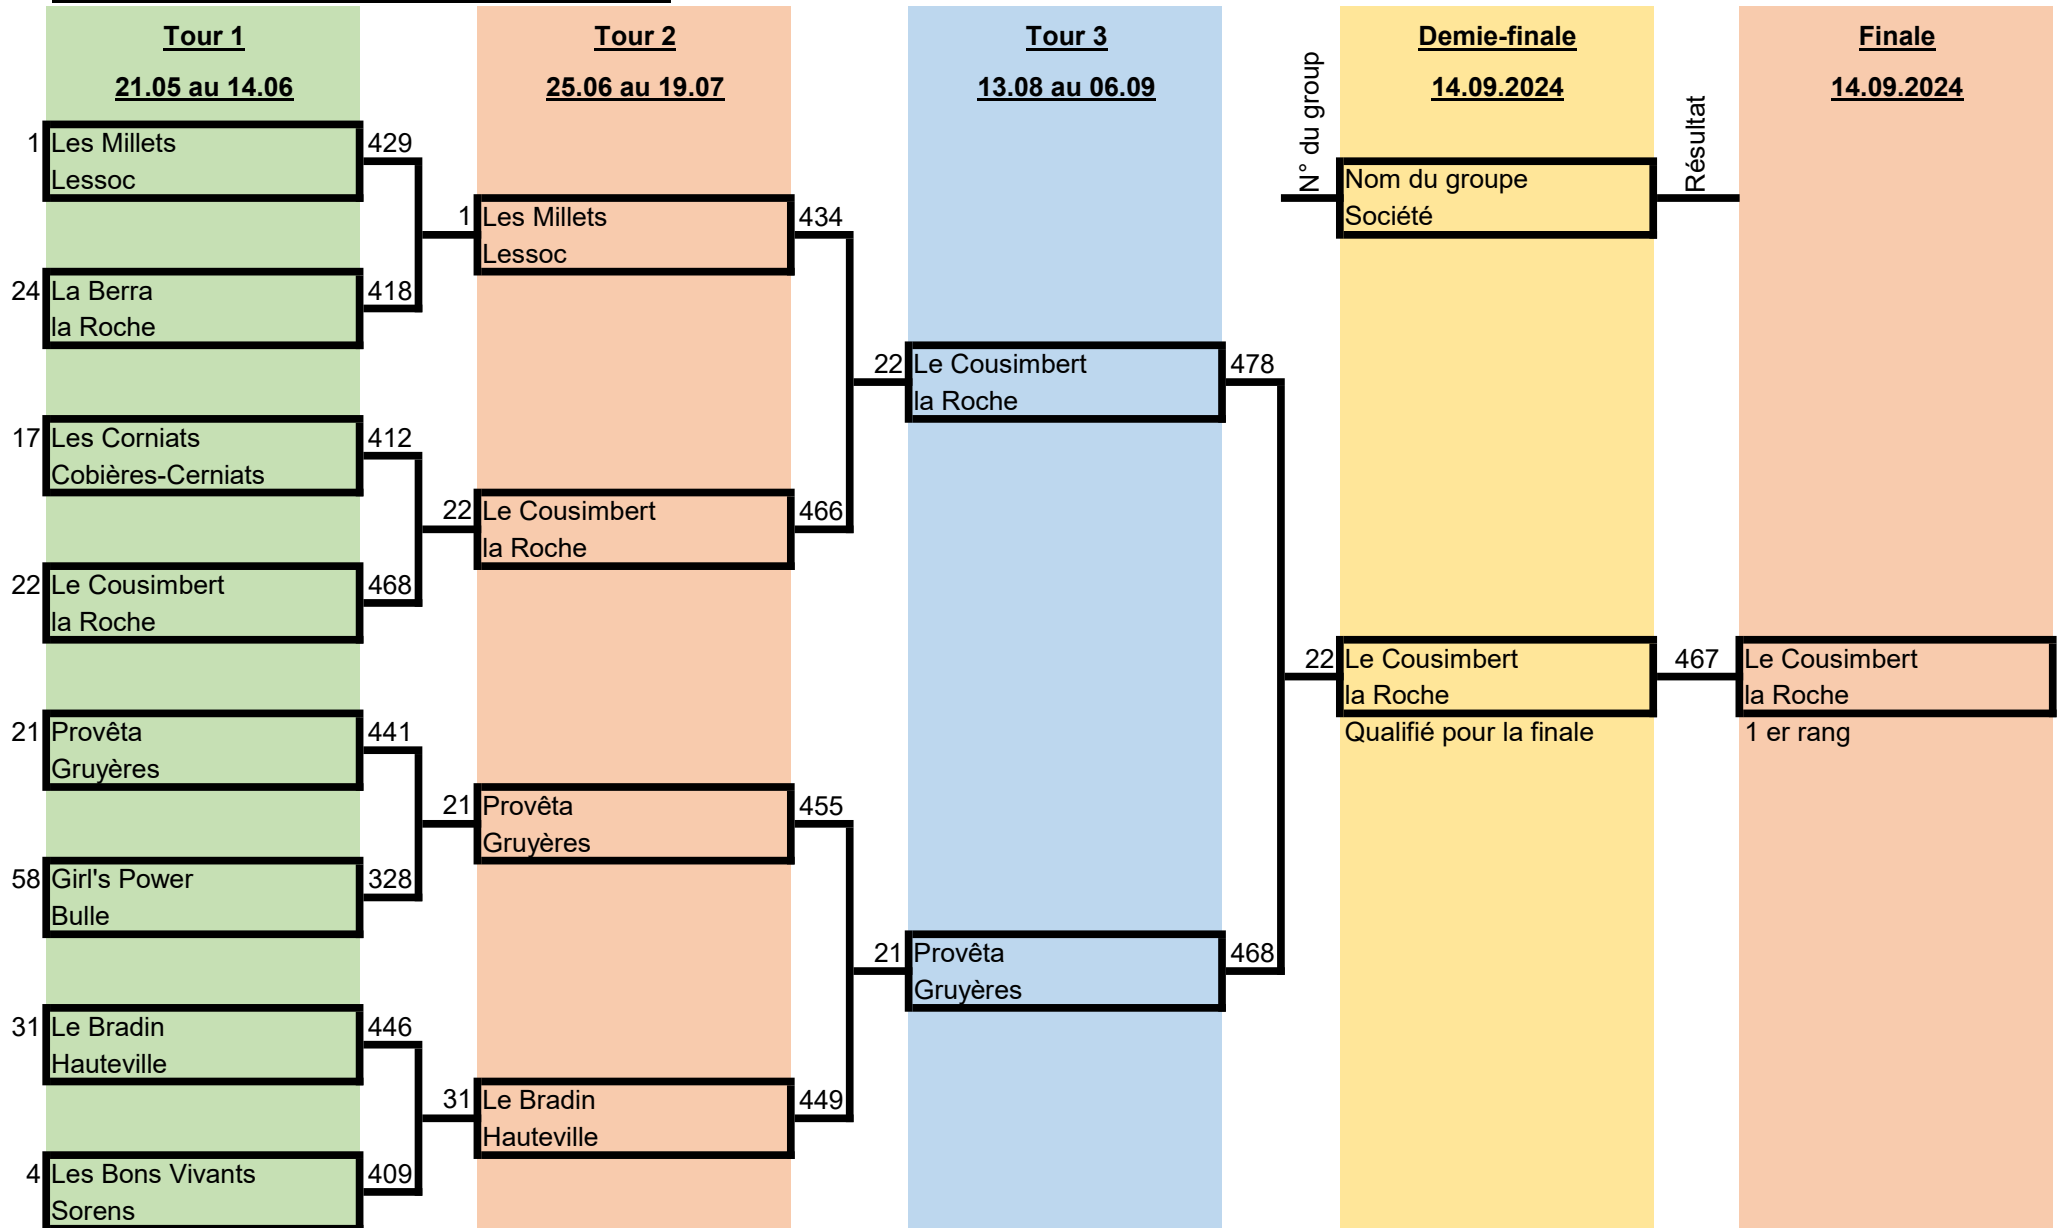 Tour 1
21.05 au 14.06
1 Les Millets 429
Lessoc
24 La Berra 418
la Roche
17 Les Corniats 412
Cobières-Cerniats
22 Le Cousimbert 468
la Roche
21 Provêta 441
Gruyères
58 Girl's Power 328
Bulle
31 Le Bradin 446
Hauteville
4 Les Bons Vivants 409
Sorens
Tour 2
25.06 au 19.07
1 Les Millets 434
Lessoc
22 Le Cousimbert 466
la Roche
21 Provêta 455
Gruyères
31 Le Bradin 449
Hauteville
Tour 3
13.08 au 06.09
22 Le Cousimbert 478
la Roche
21 Provêta 468
Gruyères
Demie-finale
14.09.2024
N° du group
Nom du groupe
Société
Résultat
22 Le Cousimbert 467
la Roche
Qualifié pour la finale
Finale
14.09.2024
Le Cousimbert
la Roche
1 er rang